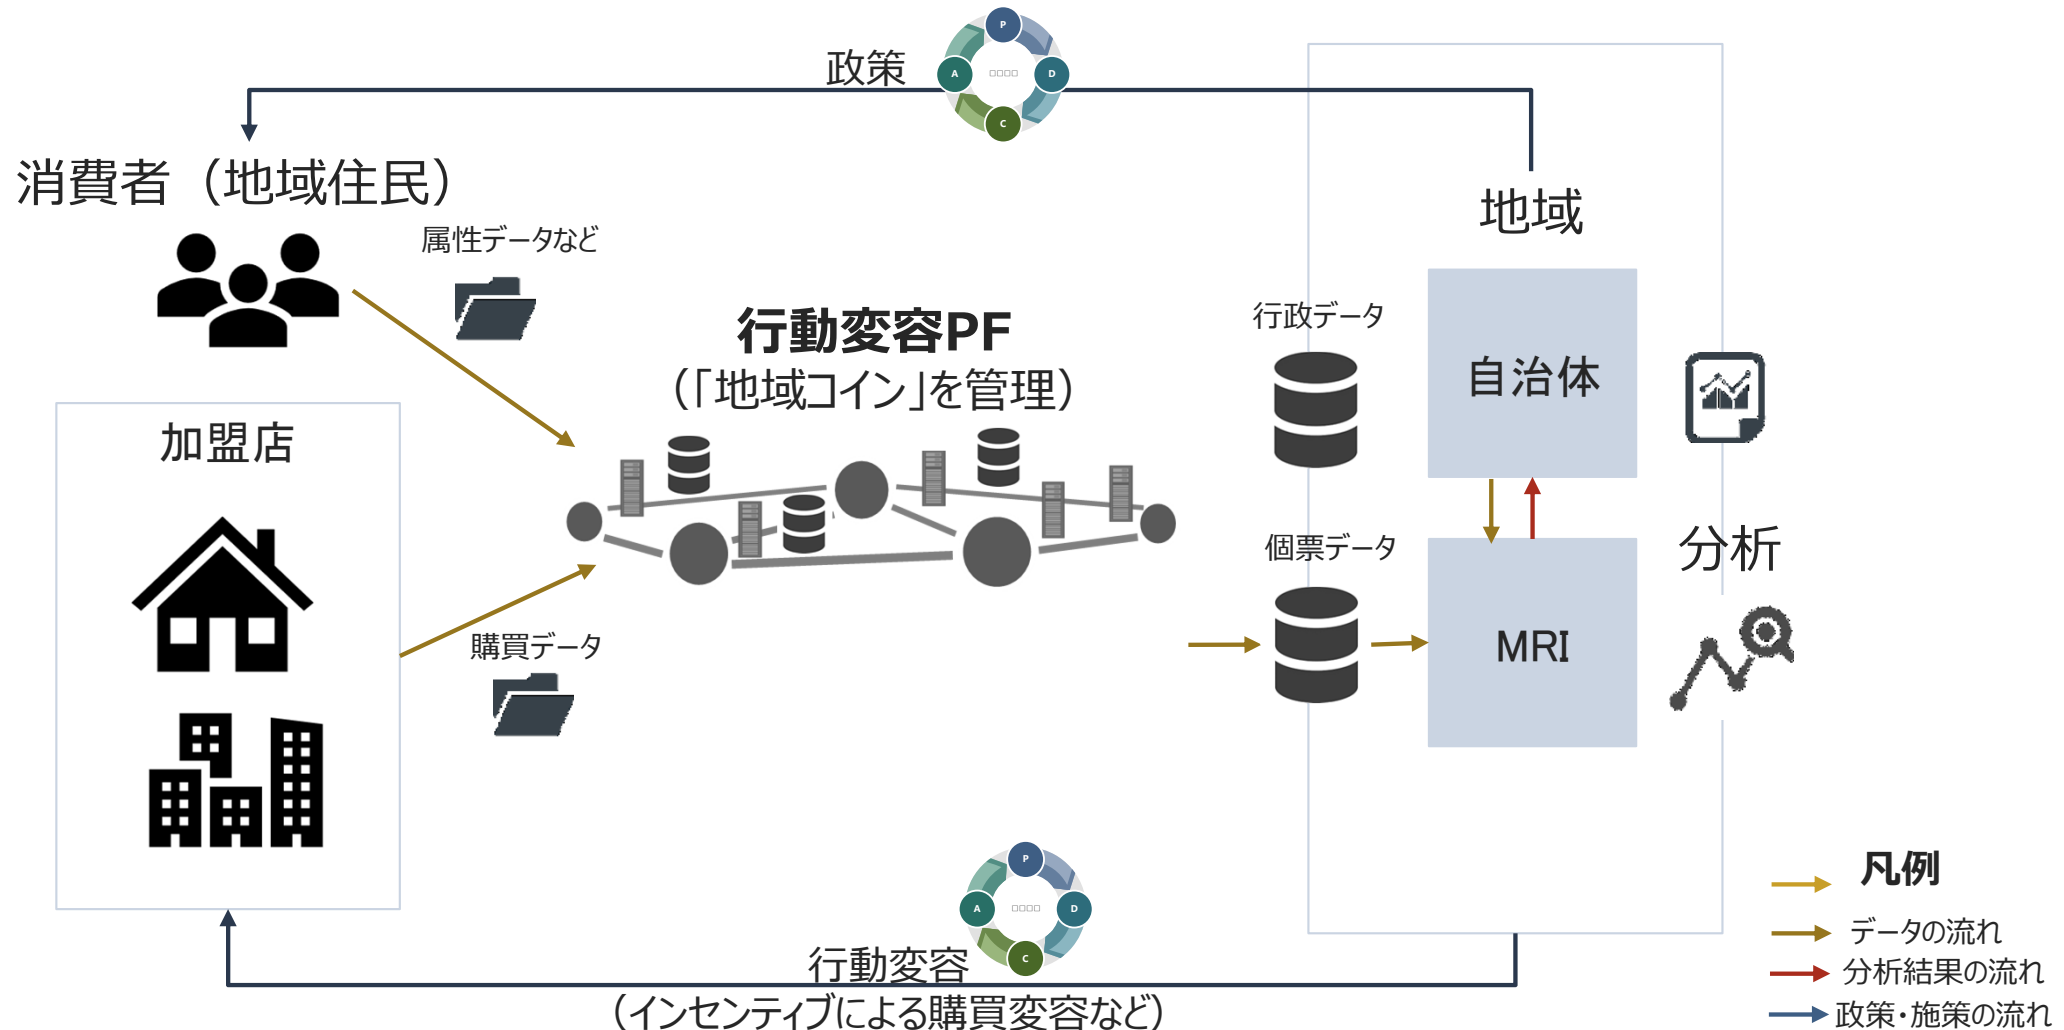 政策
P
A
D
C
消費者（地域住民）
属性データなど
地域
行動変容PF
（「地域コイン」を管理）
行政データ
自治体
加盟店
個票データ
分析
MRI
購買データ
P
A
D
C
行動変容
（インセンティブによる購買変容など）
凡例
データの流れ
分析結果の流れ
政策・施策の流れ